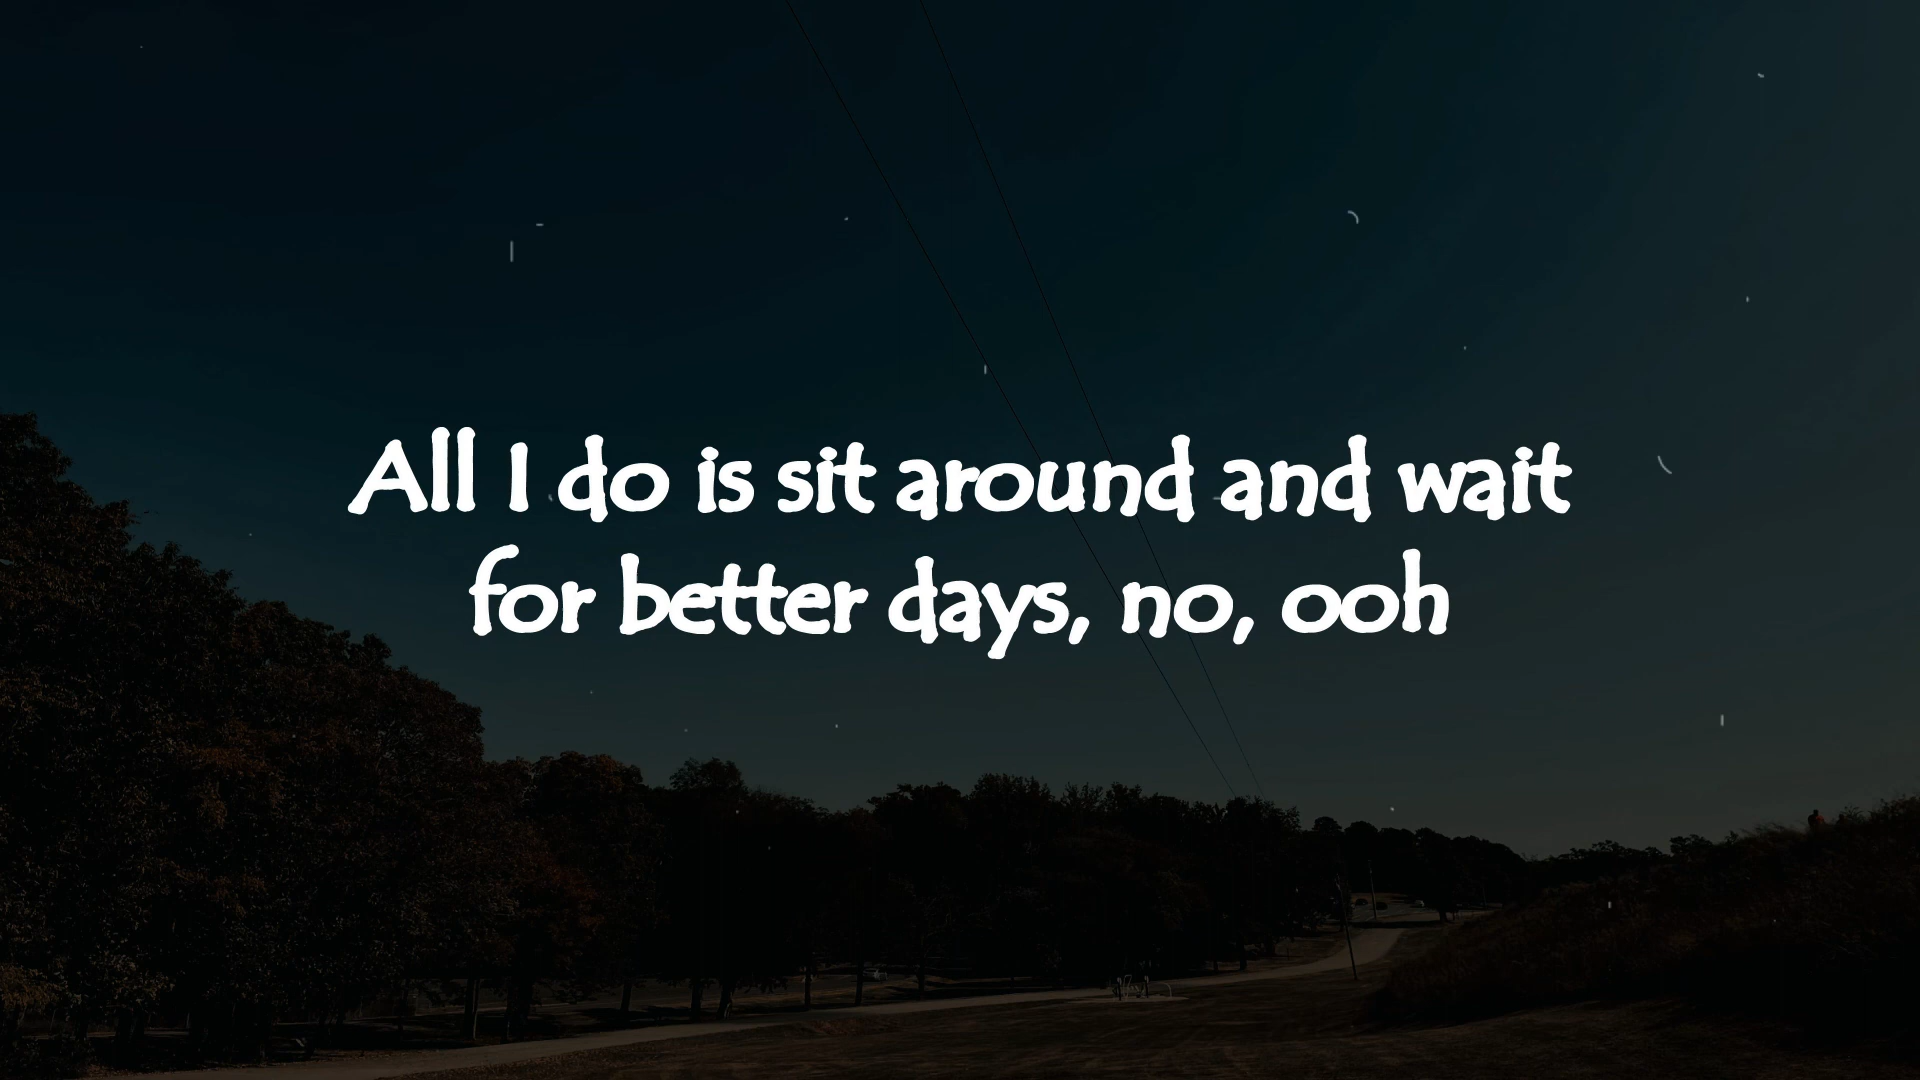 All I do is sit around and wait
for better days, no, ooh